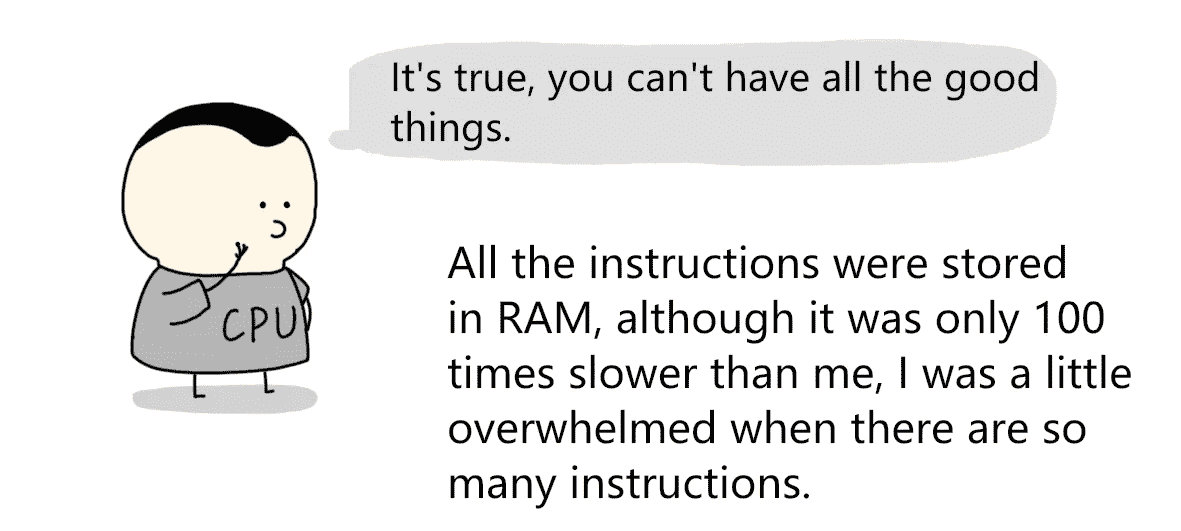 It's true, you can't have all the good
things.
CPU
All the instructions were stored
in RAM, although it was only 100
times slower than me, I was a little
overwhelmed when there are so
many instructions.